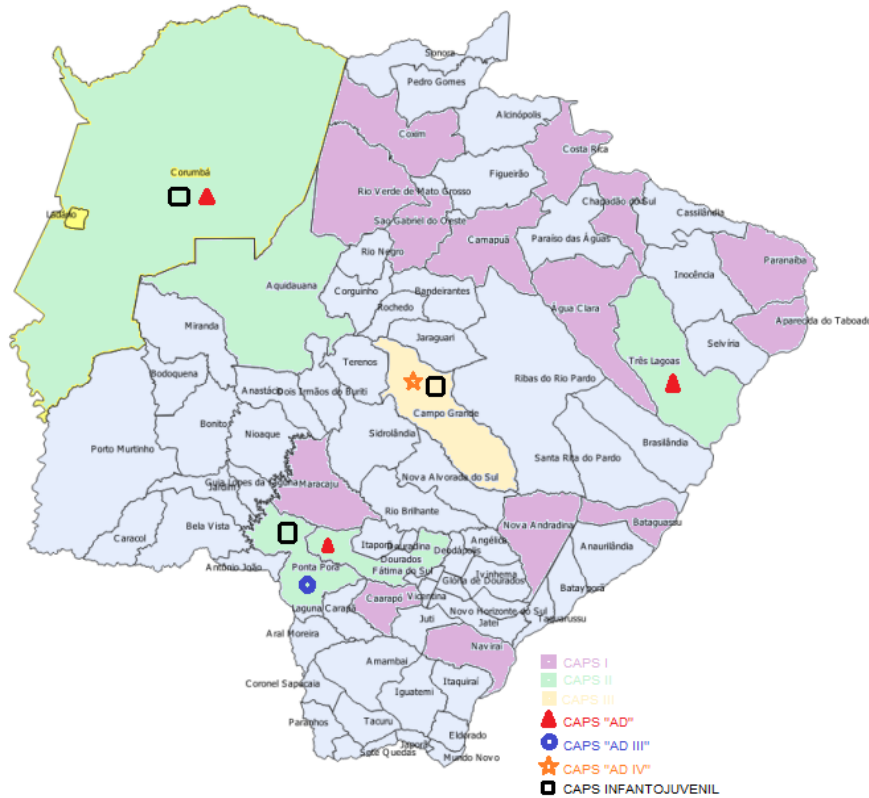 Sonora
Pedro Gomes
Alcinópolis
Coxim
Costa Rica
Corumbá
Figueirão
Rio Verde de Mato Grosso
Chapadão do Sul
Ladário
Cassilândia
São Gabriel do Oeste
Camapuã
Paraíso das Águas
Rio Negro
Paranaíba
Inocência
Aquidauana
Corguinho
Bandeirantes
Rochedo
Água Clara
Aparecida do Taboado
Miranda
Jaraguari
Selvíria
Terenos
Três Lagoas
Bodoquena
Ribas do Rio Pardo
Anastácio
Dois Irmãos do Buriti
Campo Grande
Bonito
Nioaque
Sidrolândia
Brasilândia
Porto Murtinho
Santa Rita do Pardo
Nova Alvorada do Sul
Guia Lopes da Laguna
Maracaju
Jardim
Rio Brilhante
Bela Vista
Nova Andradina
Bataguassu
Caracol
Angélica
Itaporã
Douradina
Deodápolis
Anaurilândia
Dourados
Antônio João
Ponta Porã
Fátima do Sul
Ivinhema
Glória de Dourados
Batayporã
Caarapó
Vicentina
Laguna Carapã
Novo Horizonte do Sul
Juti
Jateí
Taquarussu
Aral Moreira
Naviraí
Amambai
Itaquiraí
Coronel Sapucaia
Iguatemi
Paranhos
Tacuru
Eldorado
Japorã
Sete Quedas
Mundo Novo
CAPS I
CAPS II
CAPS III
CAPS "AD"
CAPS "AD III"
CAPS "AD IV"
CAPS INFANTOJUVENIL